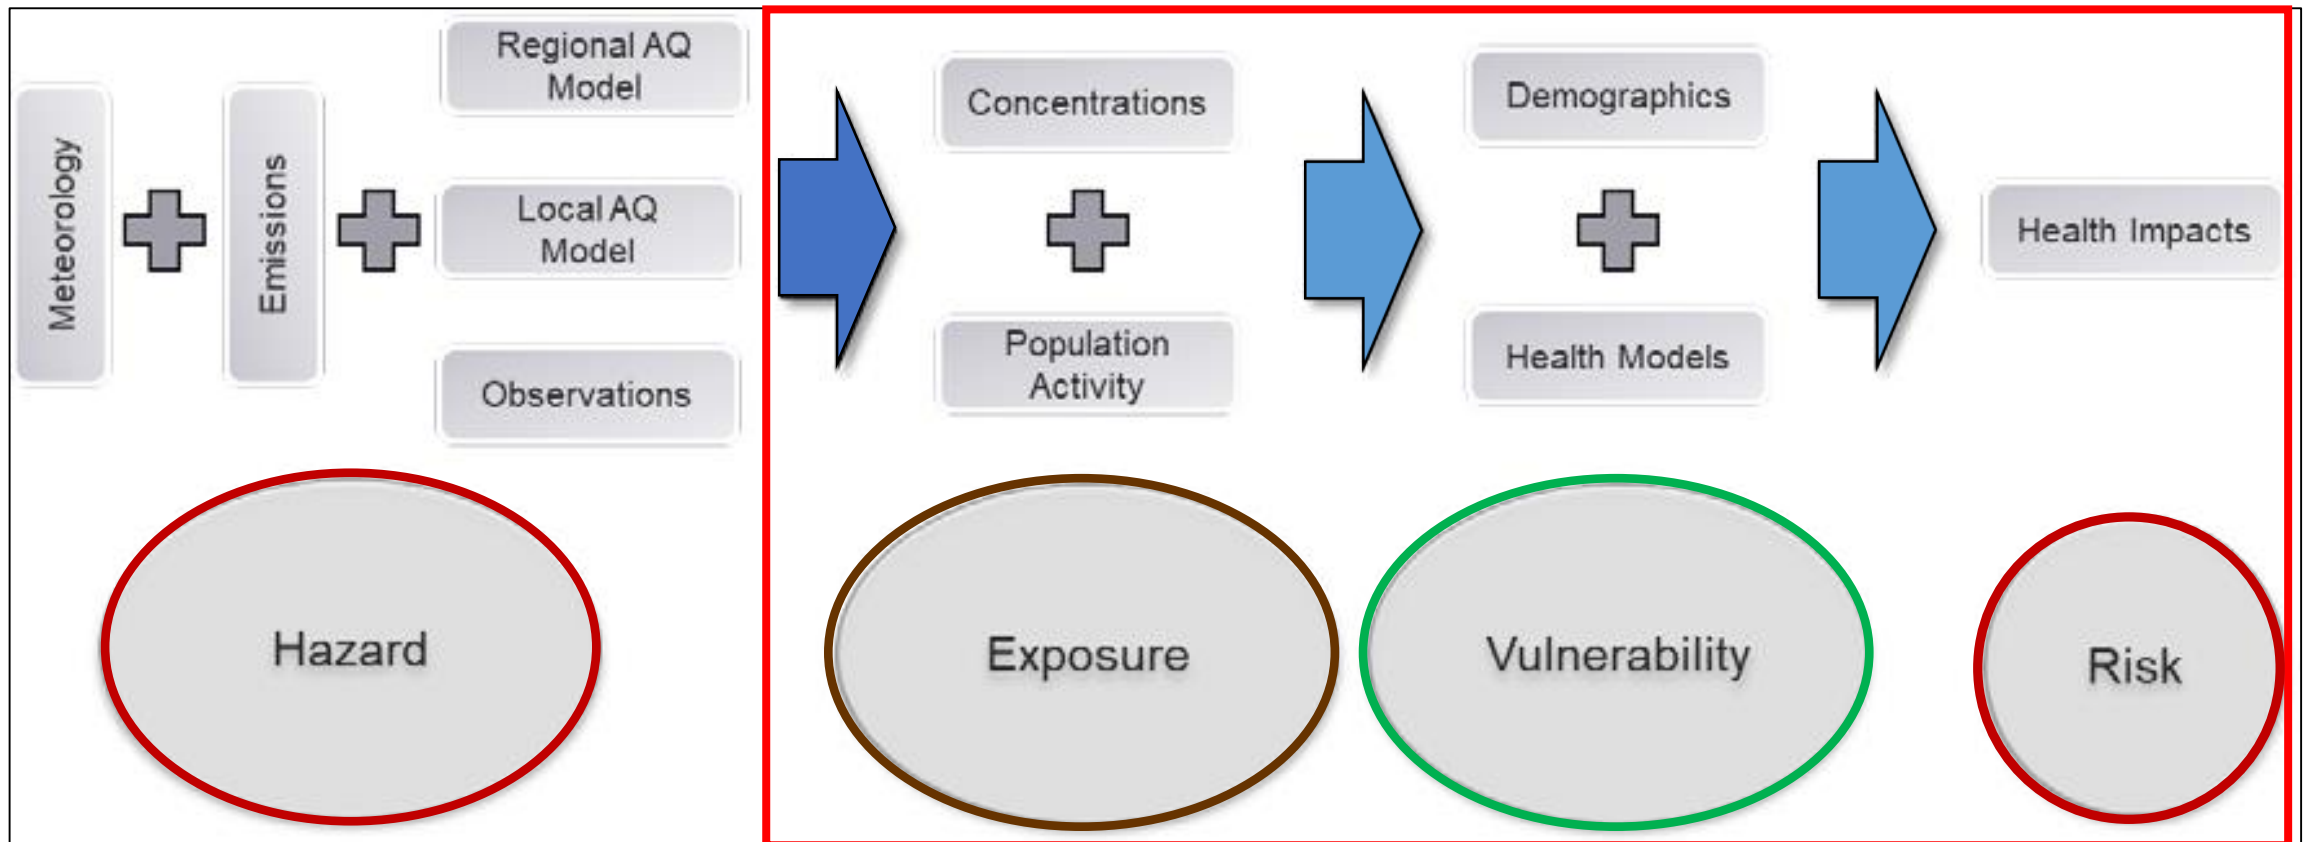 Meteorology
Emissions
Regional AQ
Model
Local AQ
Model
Observations
Concentrations
Population
Activity
Demographics
Health Models
Health Impacts
Hazard
Exposure
Vulnerability
Risk